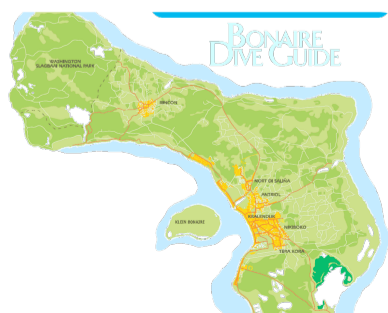 BONAIRE
DIVE GUIDE
WASHINGTON
SLAGBAAI NATIONAL PARK
RINCON
NORT DI SALIÑA
ANTRIOL
KRALENDIJK
NIKIBOKO
KLEIN BONAIRE
TERA KORA